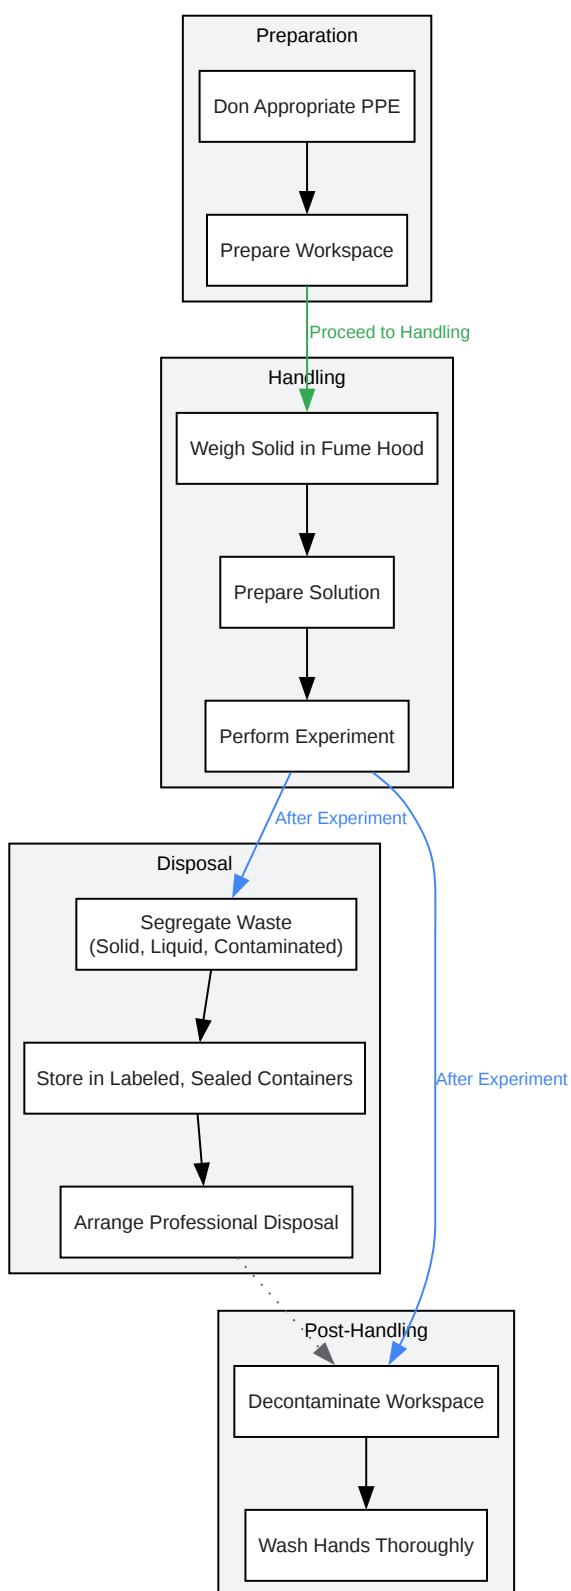 Preparation
Don Appropriate PPE
Prepare Workspace
Proceed to Handling
Handling
Weigh Solid in Fume Hood
Prepare Solution
Perform Experiment
After Experiment
Disposal
Segregate Waste
(Solid, Liquid, Contaminated)
Store in Labeled, Sealed Containers
After Experiment
Arrange Professional Disposal
Post-Handling
Decontaminate Workspace
Wash Hands Thoroughly